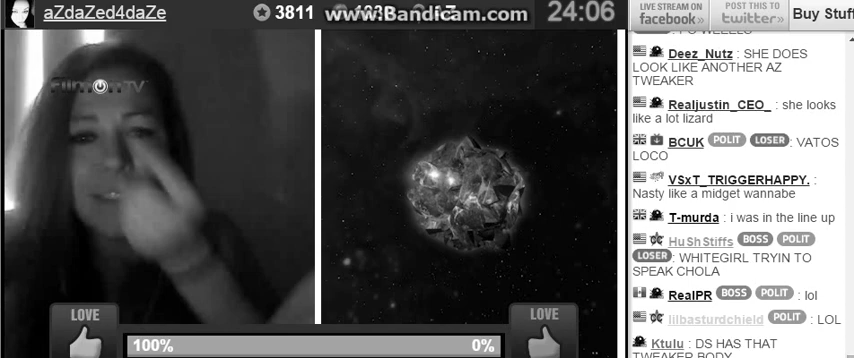 aZdaZed4daZe
3811
www.Bandicam.com
24:06
LIVE STREAM ON
facebook»
POST THIS TO
twitter»
Buy Stuff
Deez_Nutz : SHE DOES
LOOK LIKE ANOTHER AZ
TWEAKER
Realjustin_CEO_ : she looks
like a lot lizard
BCUK POLIT LOSER : VATOS
LOCO
VSxT_TRIGGERHAPPY. :
Nasty like a midget wannabe
T-murda : i was in the line up
HuShStiffs BOSS POLIT
LOSER : WHITEGIRL TRYIN TO
SPEAK CHOLA
RealPR BOSS POLIT : lol
lilbasturdchield POLIT : LOL
Ktulu : DS HAS THAT
TWEAKER BODY
FilmOnTV
LOVE
LOVE
100%
0%